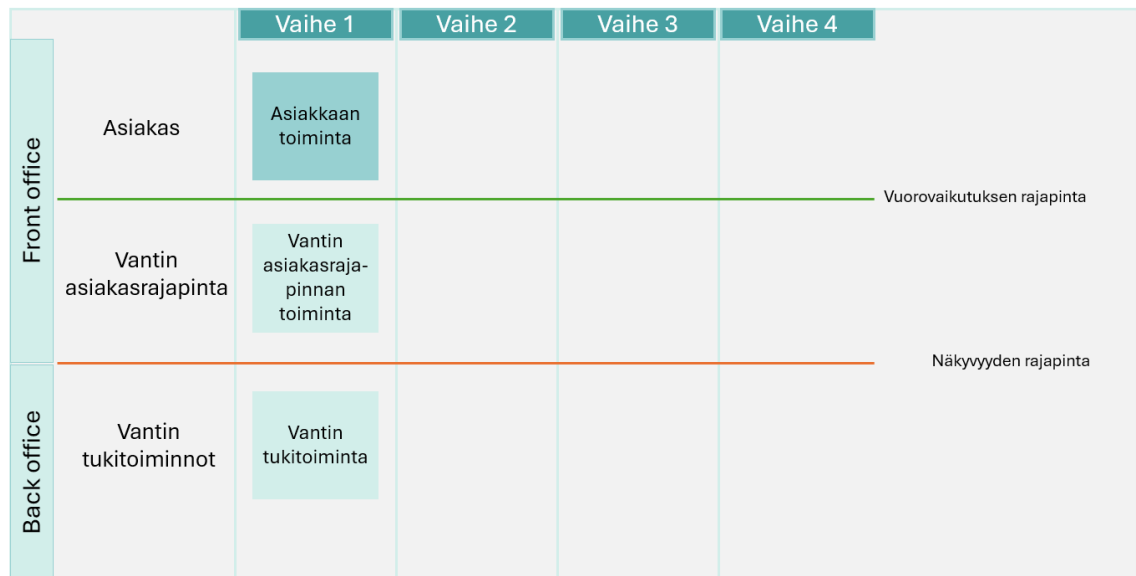 Vaihe 1
Vaihe 2
Vaihe 3
Vaihe 4
Front office
Asiakas
Asiakkaan
toiminta
Vuorovaikutuksen rajapinta
Vantin
asiakasrajapinta
Vantin
asiakasraja-
pinnan
toiminta
Näkyvyyden rajapinta
Back office
Vantin
tukitoiminnot
Vantin
tukitoiminta